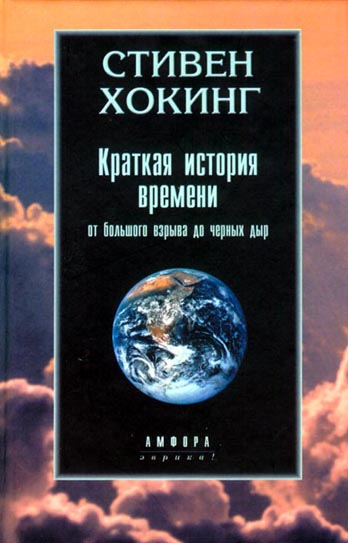 СТИВЕН
ХОКИНГ
Краткая история
времени
от большого взрыва до черных дыр
АМФОРА
эврика!